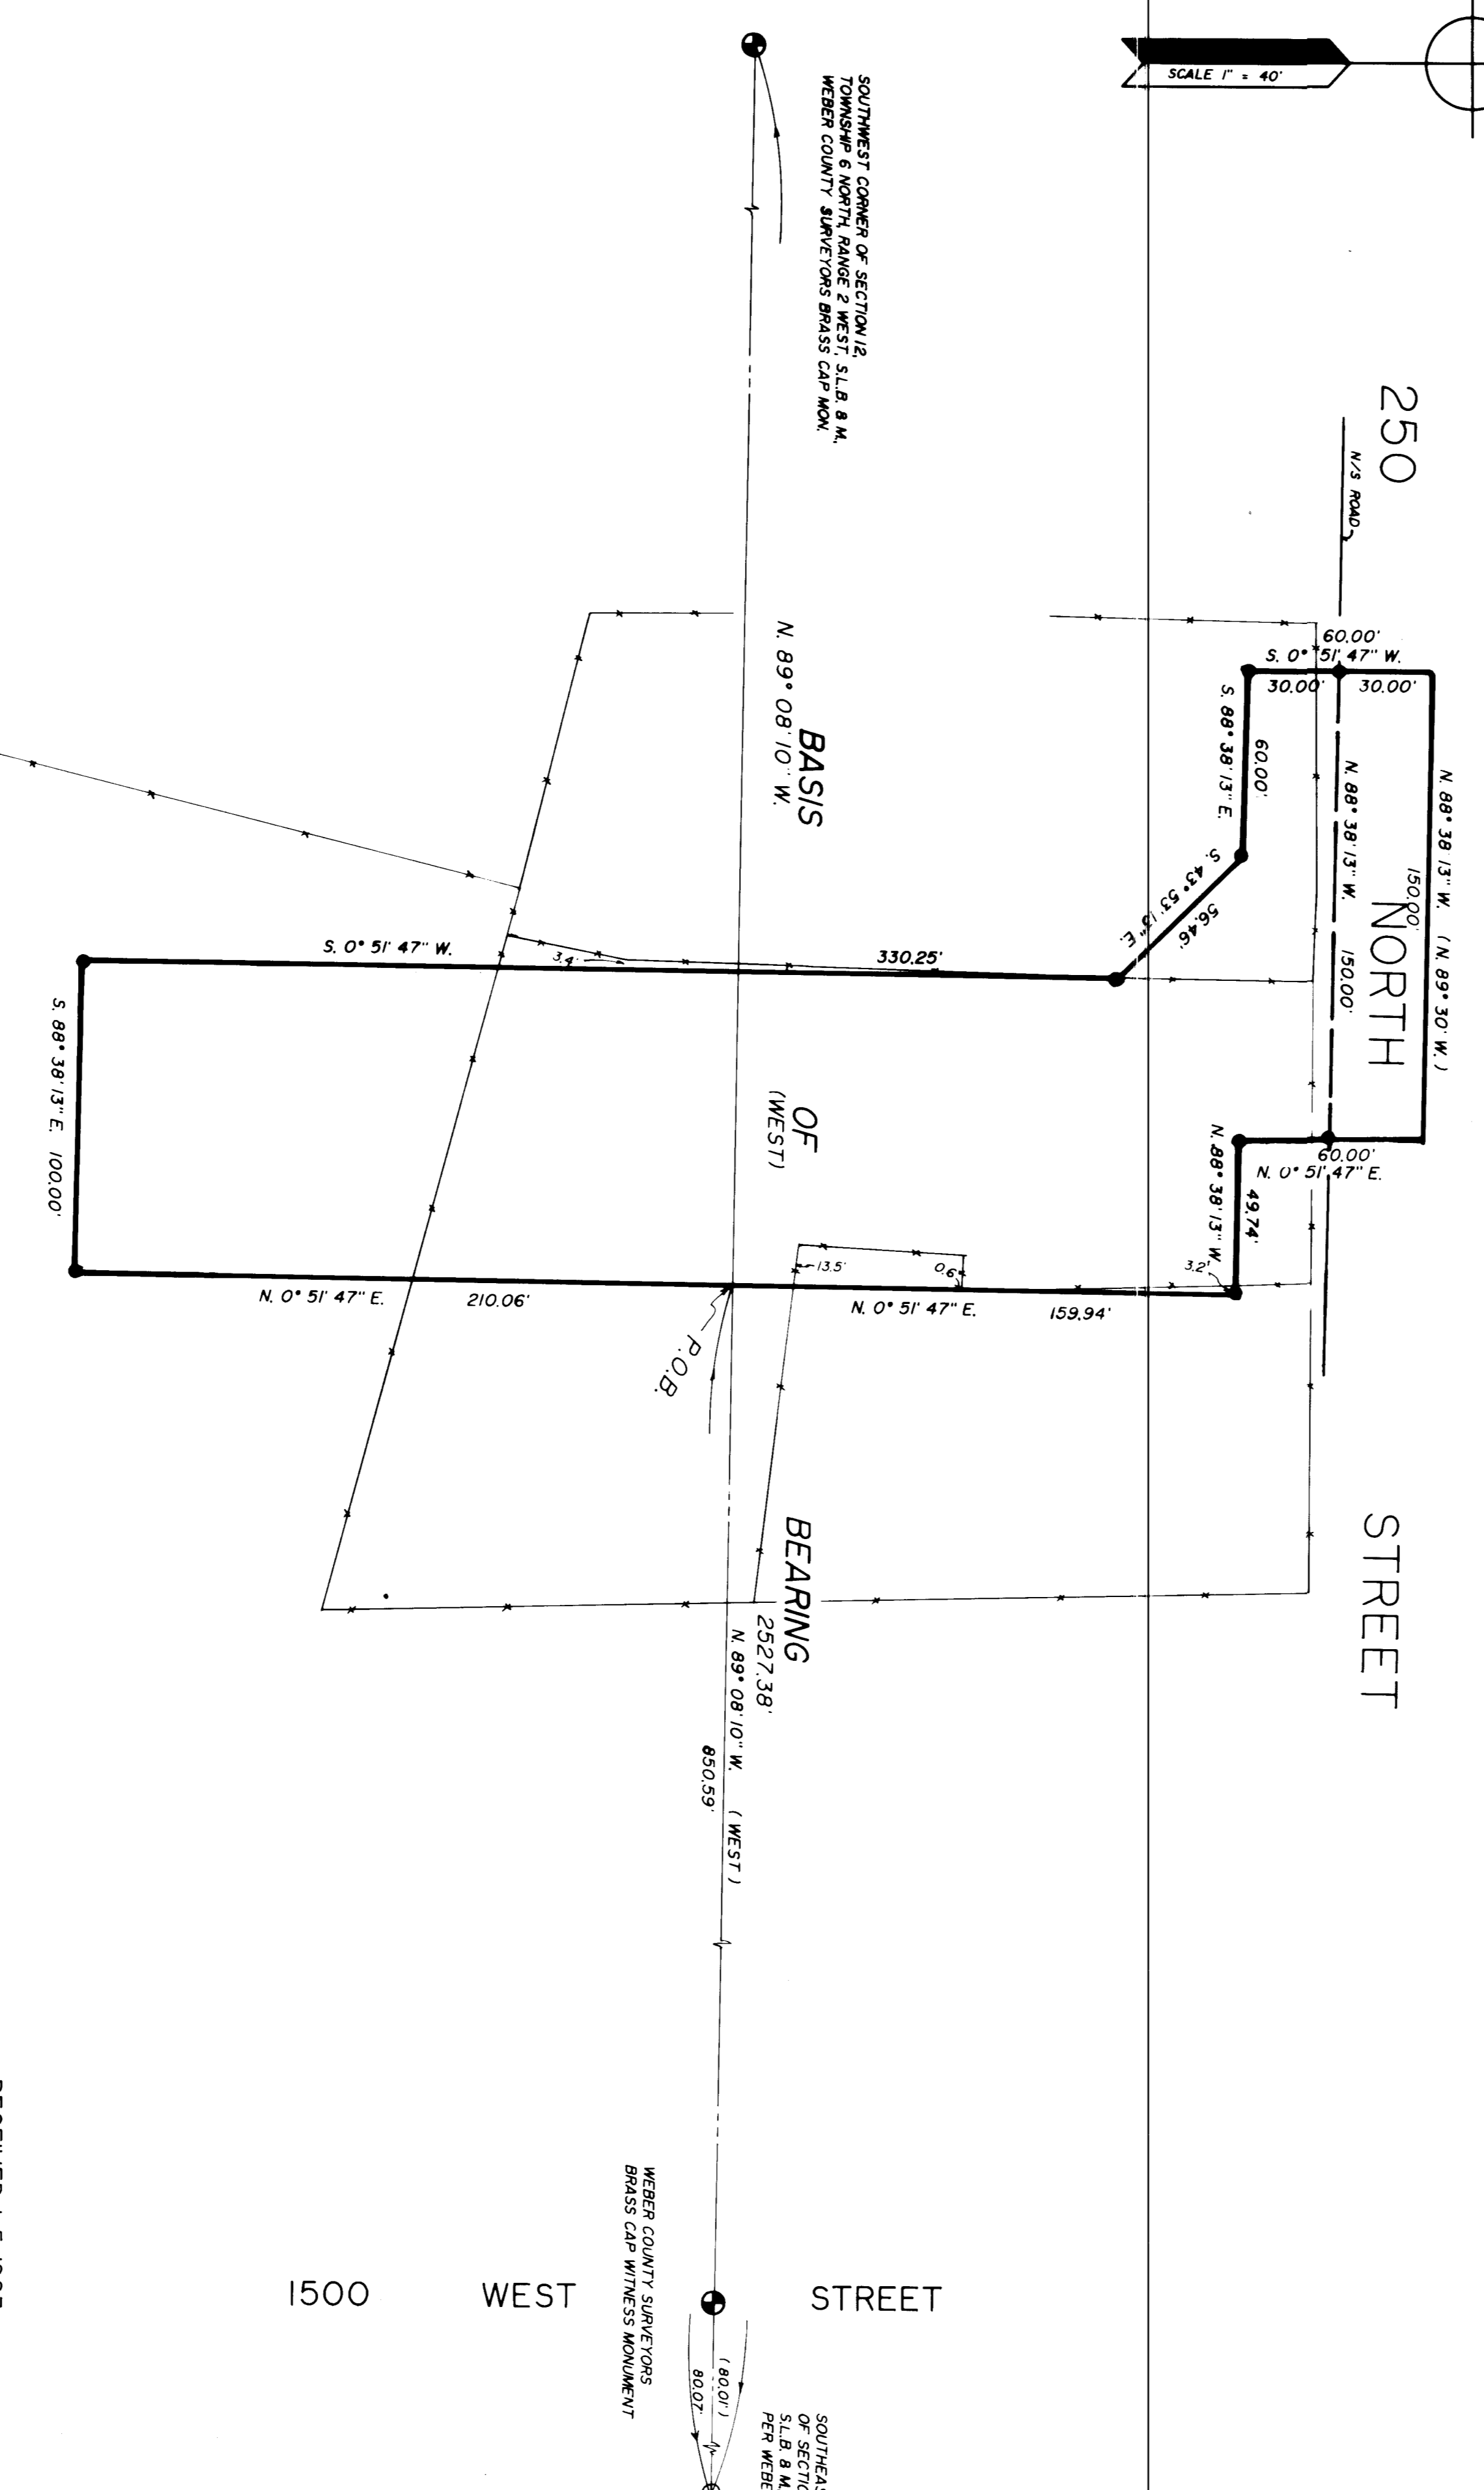 SCALE 1" = 40'
SOUTHWEST CORNER OF SECTION 12,
TOWNSHIP 6 NORTH, RANGE 2 WEST, S.L.B. & M.,
WEBER COUNTY SURVEYORS BRASS CAP MON.
250
NORTH
STREET
N/S ROAD
60.00'
S. 0° 51' 47" W.
30.00'
30.00'
N. 88° 38' 13" W. (N. 89° 30' W.)
150.00'
N. 88° 38' 13" W. 150.00'
60.00'
S. 88° 38' 13" E.
S. 43° 53' 13" E.
56.46'
60.00'
N. 0° 51' 47" E.
N. 88° 38' 13" W.
49.74'
3.2'
BASIS
OF
BEARING
N. 89° 08' 10" W.
(WEST)
2527.38'
S. 0° 51' 47" W.
330.25'
3.4'
S. 88° 38' 13" E. 100.00'
N. 0° 51' 47" E.
210.06'
13.5'
0.6'
N. 0° 51' 47" E.
159.94'
P.O.B.
N. 89° 08' 10" W. (WEST)
850.59'
1500 WEST STREET
WEBER COUNTY SURVEYORS
BRASS CAP WITNESS MONUMENT
(80.01')
80.07'
OF
S.L.B. & M.
PER